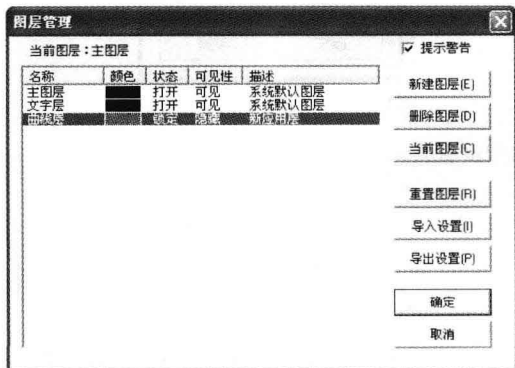 图层管理
当前图层：主图层
提示警告
名称 颜色 状态 可见性 描述
主图层 打开 可见 系统默认图层
文字层 打开 可见 系统默认图层
曲线层 锁定 隐藏 新应用层
新建图层(E)
删除图层(D)
当前图层(C)
重置图层(R)
导入设置(I)
导出设置(P)
确定
取消